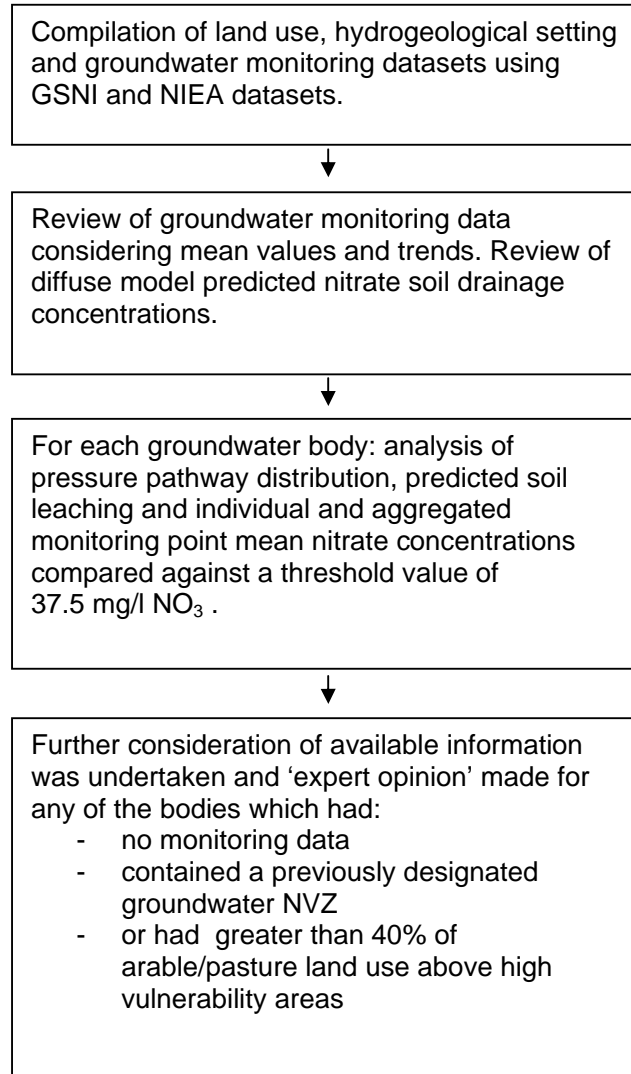 Compilation of land use, hydrogeological setting
and groundwater monitoring datasets using
GSNI and NIEA datasets.
Review of groundwater monitoring data
considering mean values and trends. Review of
diffuse model predicted nitrate soil drainage
concentrations.
For each groundwater body: analysis of
pressure pathway distribution, predicted soil
leaching and individual and aggregated
monitoring point mean nitrate concentrations
compared against a threshold value of
37.5 mg/l NO₃ .
Further consideration of available information
was undertaken and ‘expert opinion’ made for
any of the bodies which had:
- no monitoring data
- contained a previously designated
groundwater NVZ
- or had greater than 40% of
arable/pasture land use above high
vulnerability areas